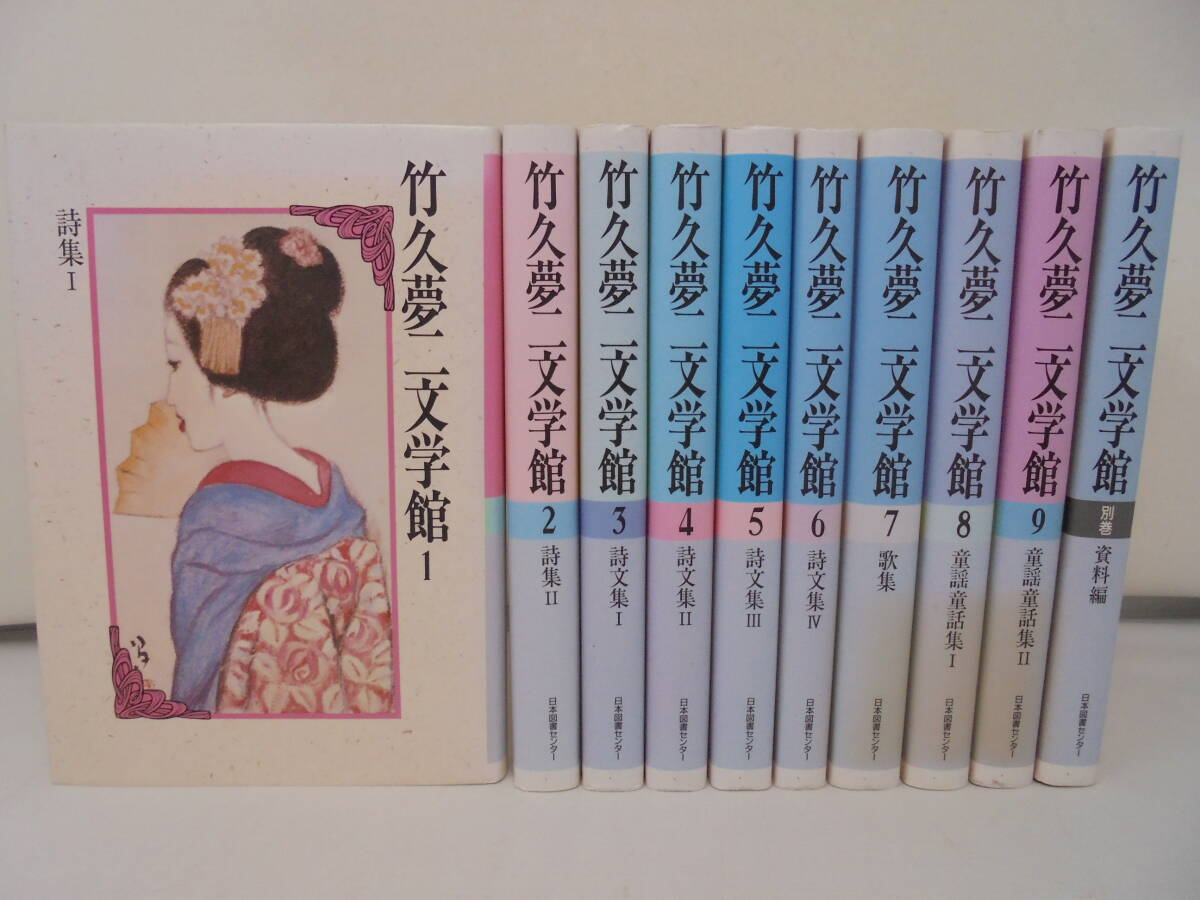 竹久夢二文学館 1
詩集Ⅰ
竹久夢二文学館 2 詩集Ⅱ 日本図書センター
竹久夢二文学館 3 詩文集Ⅰ 日本図書センター
竹久夢二文学館 4 詩文集Ⅱ 日本図書センター
竹久夢二文学館 5 詩文集Ⅲ 日本図書センター
竹久夢二文学館 6 詩文集Ⅳ 日本図書センター
竹久夢二文学館 7 歌集 日本図書センター
竹久夢二文学館 8 童謡童話集Ⅰ 日本図書センター
竹久夢二文学館 9 童謡童話集Ⅱ 日本図書センター
竹久夢二文学館 別巻 資料編 日本図書センター